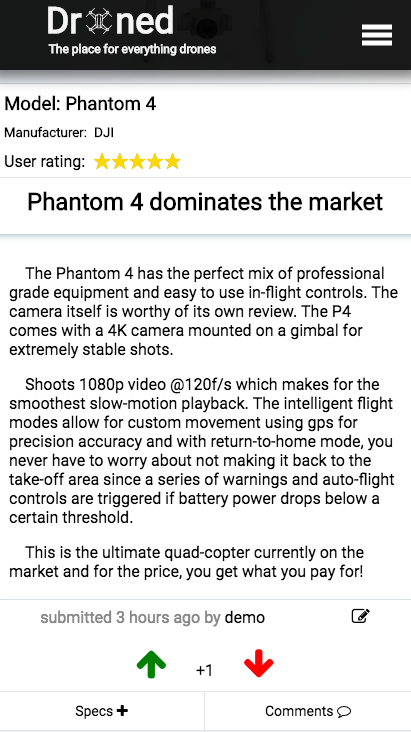 Droned
The place for everything drones
Model: Phantom 4
Manufacturer: DJI
User rating:
Phantom 4 dominates the market
The Phantom 4 has the perfect mix of professional
grade equipment and easy to use in-flight controls. The
camera itself is worthy of its own review. The P4
comes with a 4K camera mounted on a gimbal for
extremely stable shots.
Shoots 1080p video @120f/s which makes for the
smoothest slow-motion playback. The intelligent flight
modes allow for custom movement using gps for
precision accuracy and with return-to-home mode, you
never have to worry about not making it back to the
take-off area since a series of warnings and auto-flight
controls are triggered if battery power drops below a
certain threshold.
This is the ultimate quad-copter currently on the
market and for the price, you get what you pay for!
submitted 3 hours ago by demo
+1
Specs
Comments